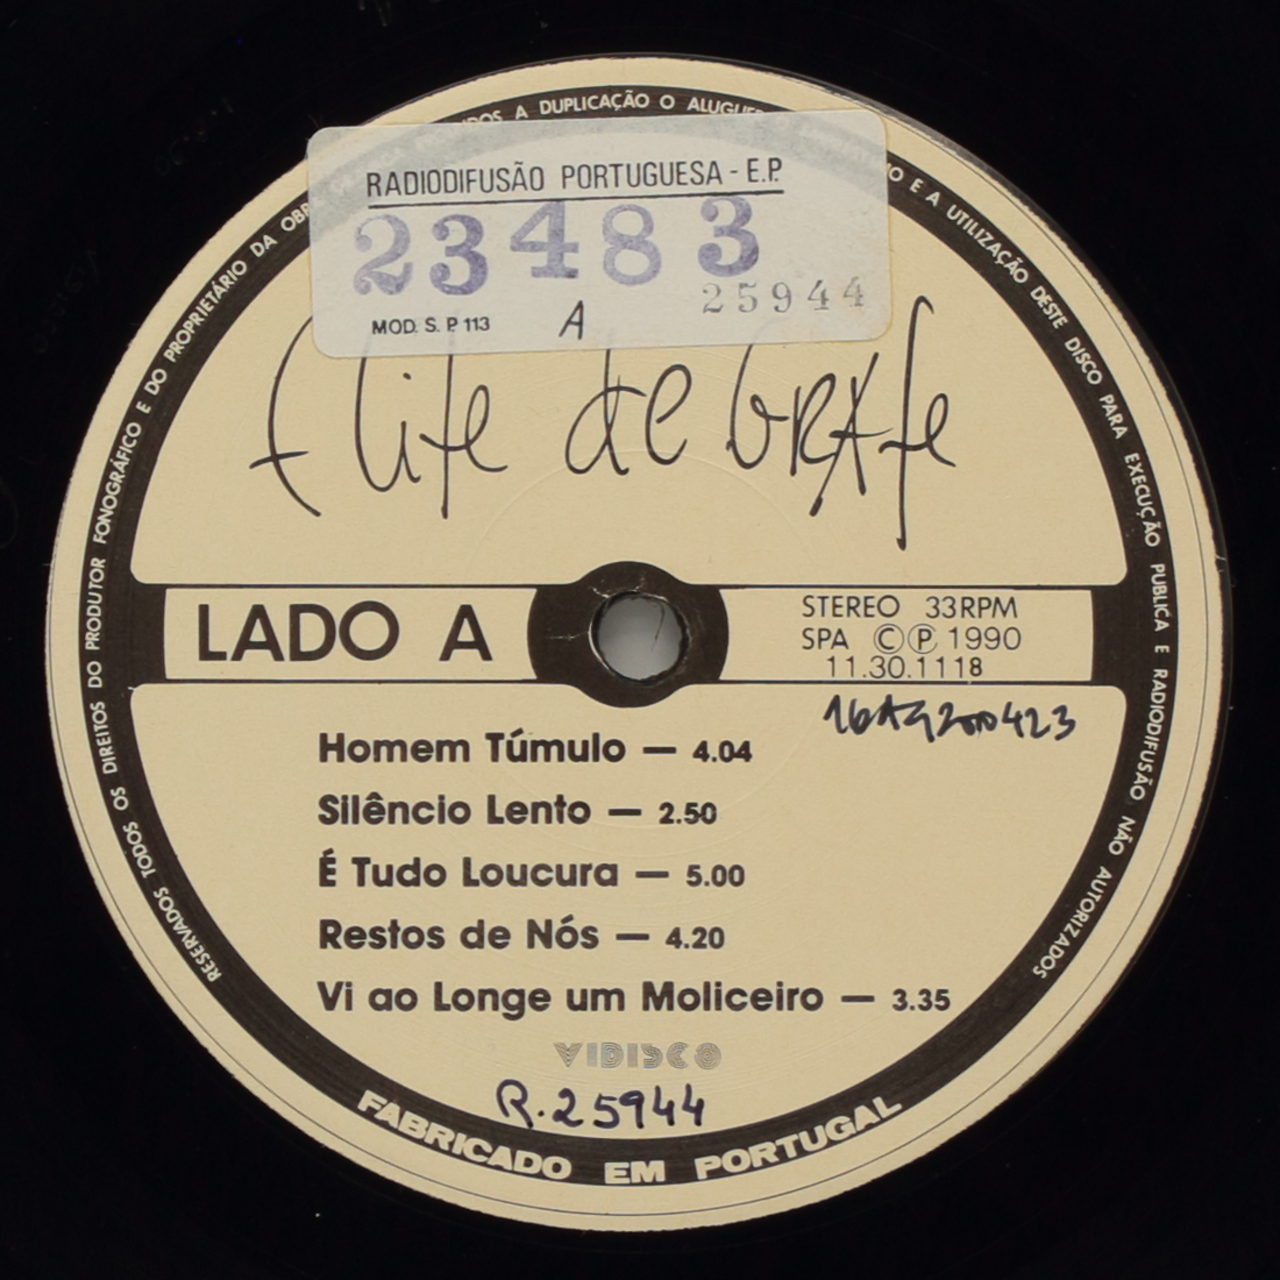 RESERVADOS TODOS OS DIREITOS DO PRODUTOR FONOGRÁFICO E DO PROPRIETÁRIO DA
A DUPLICAÇÃO O
E A UTILIZAÇÃO DESTE DISCO PARA EXECUÇÃO PUBLICA E RADIODIFUSÃO NÃO AUTORIZADOS
RADIODIFUSÃO PORTUGUESA - E.P.
23483
25944
MOD. S. P. 113 A
Elite de Grafe
LADO A
STEREO 33RPM
SPA © ℗ 1990
11.30.1118
Homem Túmulo — 4.04
Silêncio Lento — 2.50
É Tudo Loucura — 5.00
Restos de Nós — 4.20
Vi ao Longe um Moliceiro — 3.35
VIDISCO
R.25944
FABRICADO EM PORTUGAL